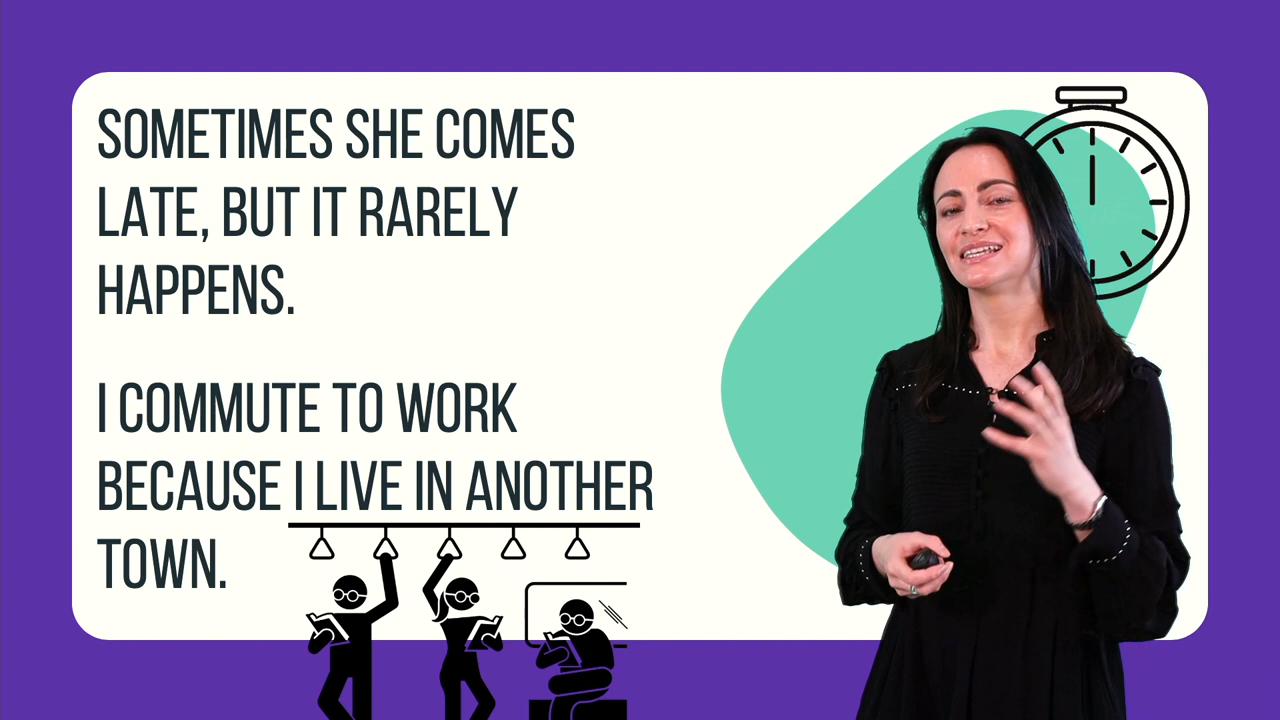 SOMETIMES SHE COMES
LATE, BUT IT RARELY
HAPPENS.
I COMMUTE TO WORK
BECAUSE I LIVE IN ANOTHER
TOWN.